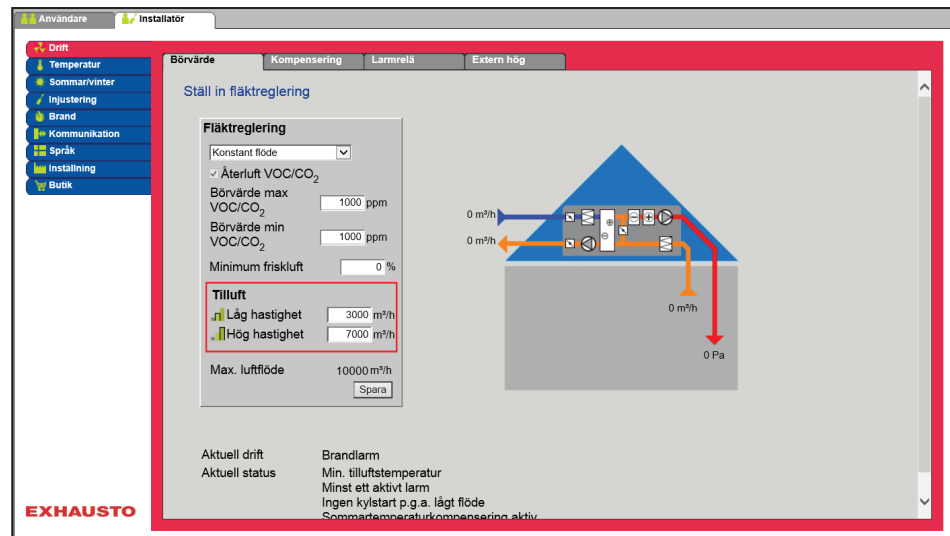 Användare Installatör
Drift
Temperatur
Sommar/vinter
Injustering
Brand
Kommunikation
Språk
Inställning
Butik
EXHAUSTO
Börvärde Kompensering Larmrelä Extern hög
Ställ in fläktreglering
Fläktreglering
Konstant flöde
Återluft VOC/CO2
Börvärde max
VOC/CO2 1000 ppm
Börvärde min
VOC/CO2 1000 ppm
Minimum friskluft 0 %
Tilluft
Låg hastighet 3000 m³/h
Hög hastighet 7000 m³/h
Max. luftflöde 10000 m³/h
Spara
0 m³/h
0 m³/h
0 m³/h
0 Pa
Aktuell drift Brandlarm
Aktuell status Min. tilluftstemperatur
Minst ett aktivt larm
Ingen kylstart p.g.a. lågt flöde
Sommartemperaturkompensering aktiv